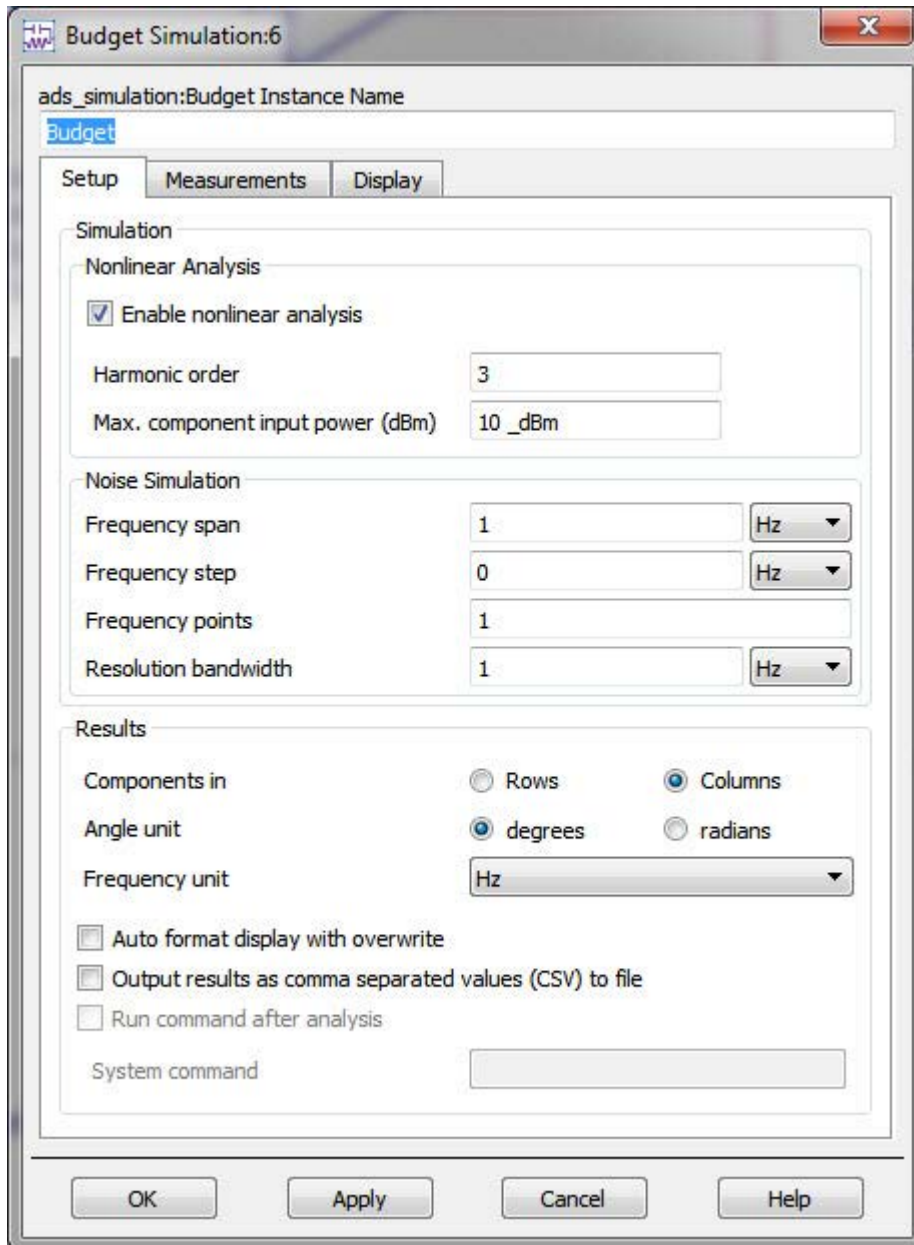 Budget Simulation:6
ads_simulation:Budget Instance Name
Budget
Setup Measurements Display
Simulation
Nonlinear Analysis
Enable nonlinear analysis
Harmonic order 3
Max. component input power (dBm) 10 _dBm
Noise Simulation
Frequency span 1 Hz
Frequency step 0 Hz
Frequency points 1
Resolution bandwidth 1 Hz
Results
Components in Rows Columns
Angle unit degrees radians
Frequency unit Hz
Auto format display with overwrite
Output results as comma separated values (CSV) to file
Run command after analysis
System command
OK Apply Cancel Help